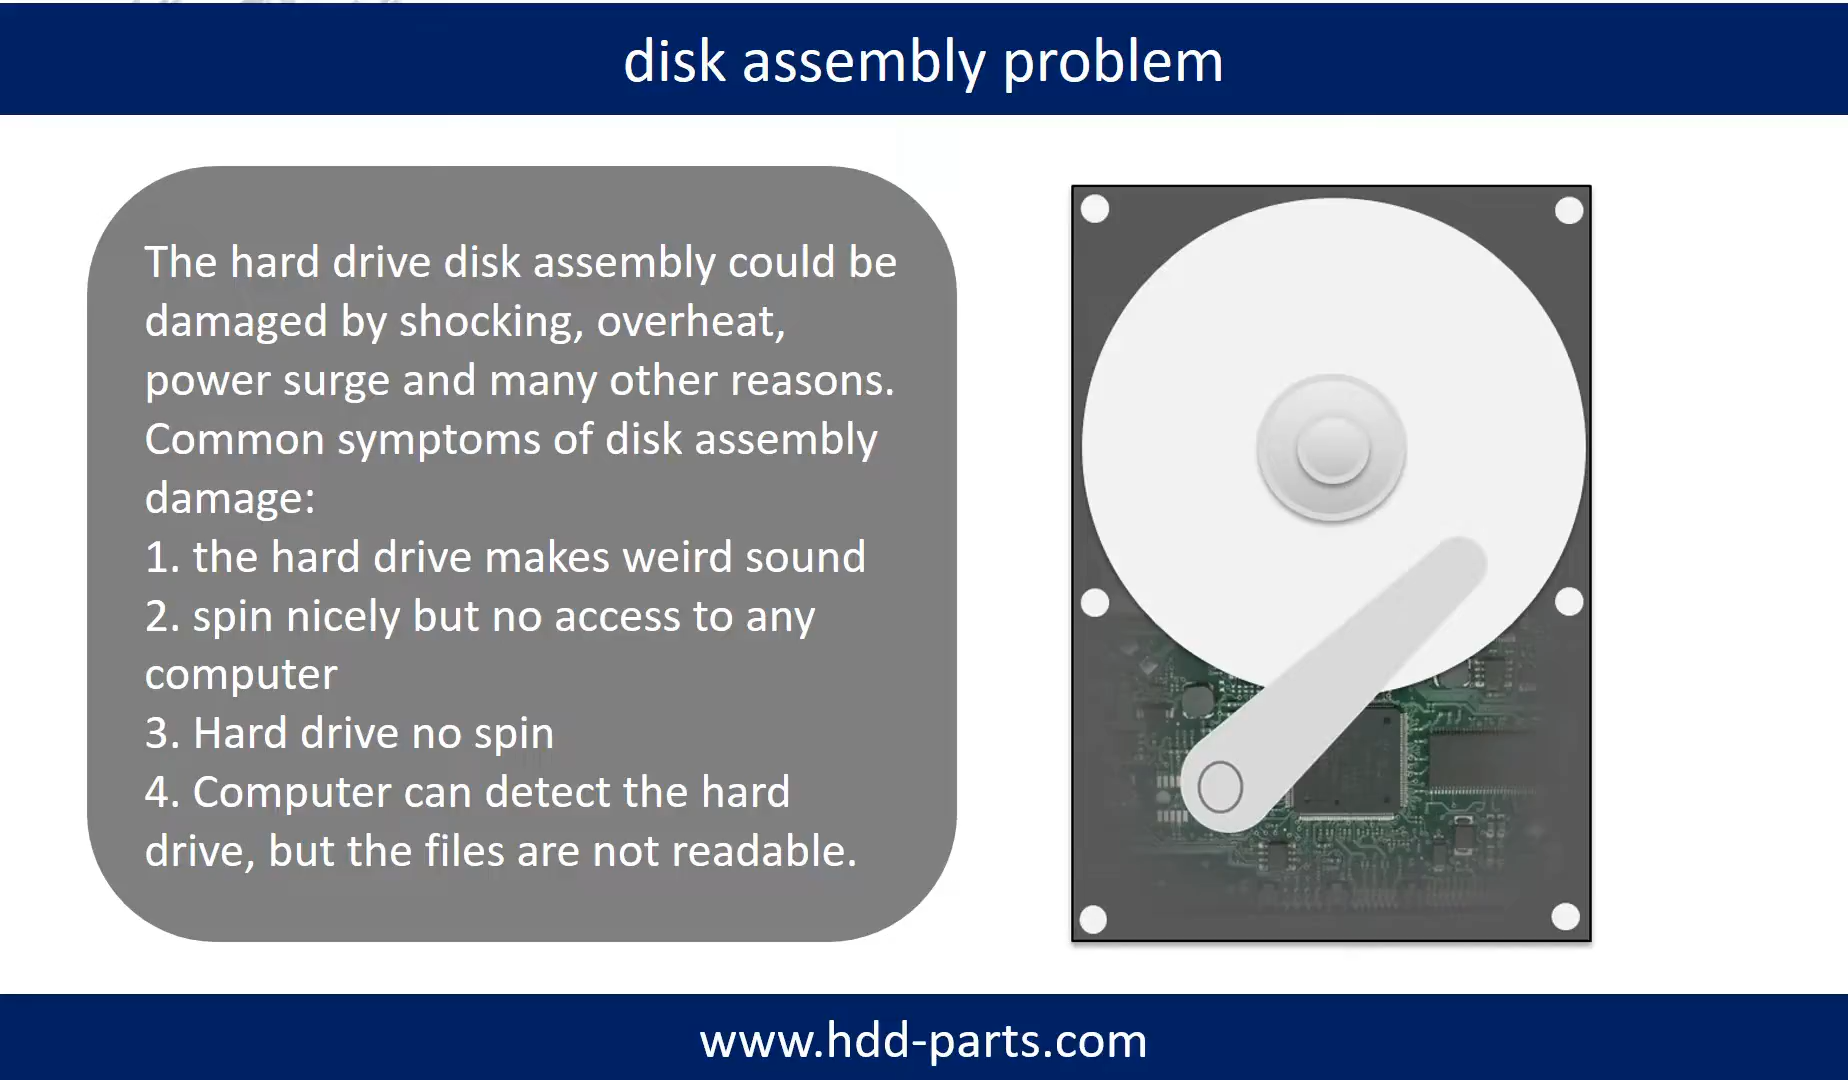 disk assembly problem
The hard drive disk assembly could be
damaged by shocking, overheat,
power surge and many other reasons.
Common symptoms of disk assembly
damage:
1. the hard drive makes weird sound
2. spin nicely but no access to any
computer
3. Hard drive no spin
4. Computer can detect the hard
drive, but the files are not readable.
www.hdd-parts.com